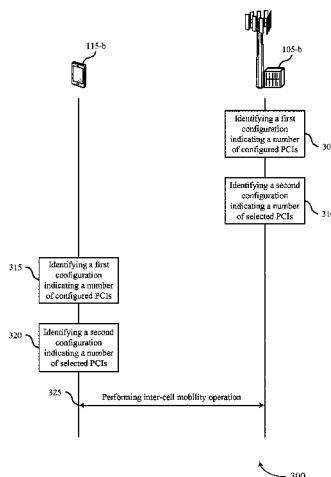 115-b
105-b
Identifying a first
configuration
indicating a number
of configured PCIs
30
Identifying a second
configuration
indicating a number
of selected PCIs
31
315
Identifying a first
configuration
indicating a number
of configured PCIs
320
Identifying a second
configuration
indicating a number
of selected PCIs
325
Performing inter-cell mobility operation
300